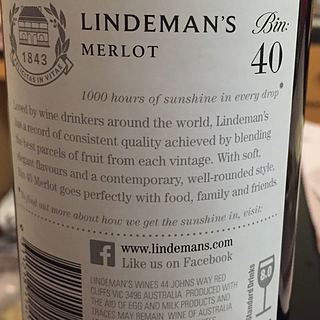 LINDEMAN'S Bin:
MERLOT 40
1843
FELICITAS IN VITAE
1000 hours of sunshine in every drop*
Loved by wine drinkers around the world, Lindeman's
has a record of consistent quality achieved by blending
the best parcels of fruit from each vintage. With soft,
elegant flavours and a contemporary, well-rounded style,
Bin 40 Merlot goes perfectly with food, family and friends.
*To find out more about how we get the sunshine in, visit:
www.lindemans.com
f Like us on Facebook
LINDEMAN'S WINES 44 JOHNS WAY RED
CLIFFS VIC 3496 AUSTRALIA. PRODUCED WITH
THE AID OF EGG AND MILK PRODUCTS AND
TRACES MAY REMAIN. WINE OF AUSTRALIA
8.0
Standard Drinks